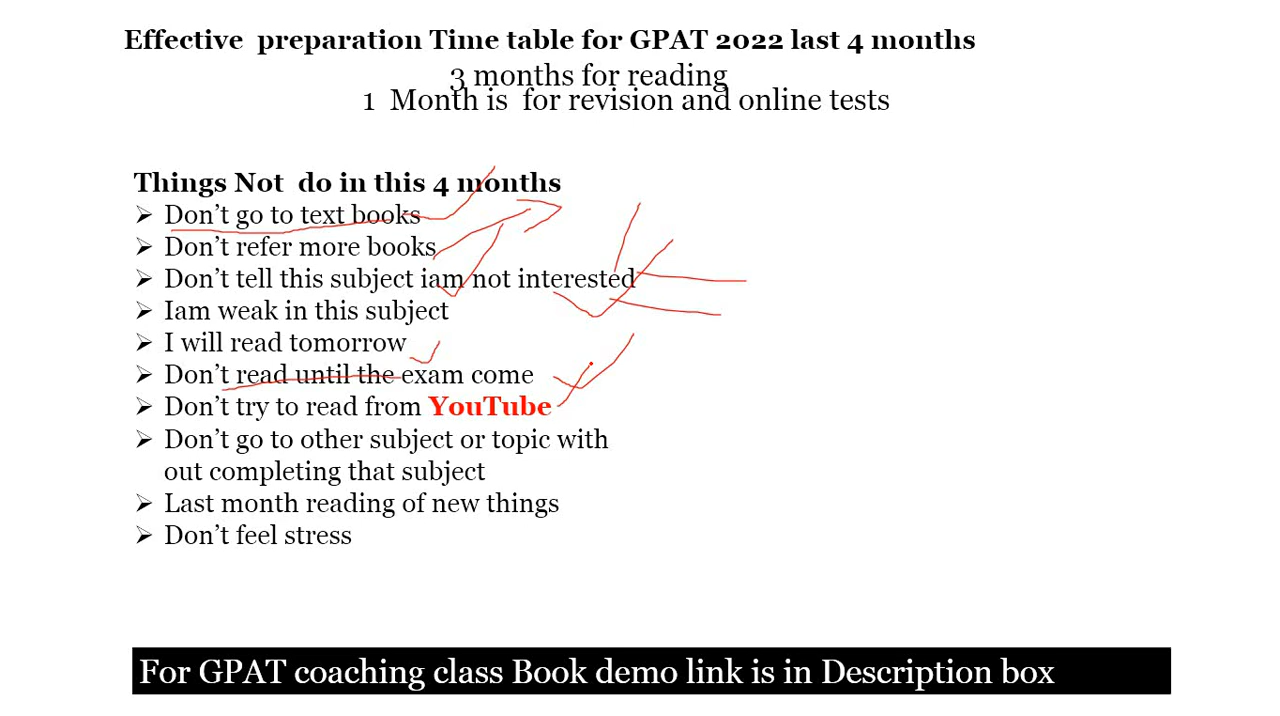 Effective preparation Time table for GPAT 2022 last 4 months
3 months for reading
1 Month is for revision and online tests
Things Not do in this 4 months
➢ Don't go to text books
➢ Don't refer more books
➢ Don't tell this subject iam not interested
➢ Iam weak in this subject
➢ I will read tomorrow
➢ Don't read until the exam come
➢ Don't try to read from YouTube
➢ Don't go to other subject or topic with
out completing that subject
➢ Last month reading of new things
➢ Don't feel stress
For GPAT coaching class Book demo link is in Description box